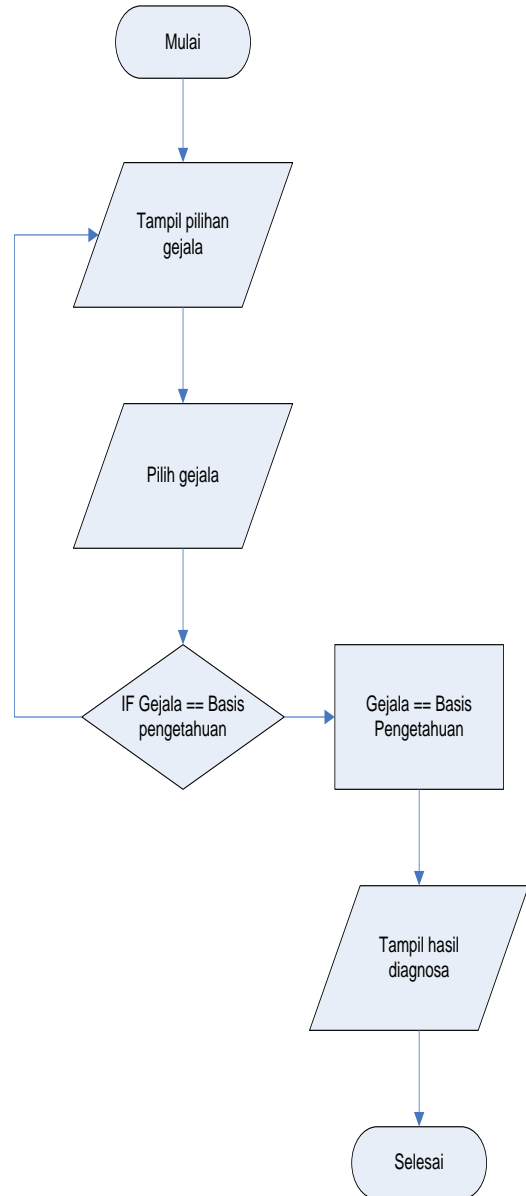 Mulai
Tampil pilihan
gejala
Pilih gejala
IF Gejala == Basis
pengetahuan
Gejala == Basis
Pengetahuan
Tampil hasil
diagnosa
Selesai